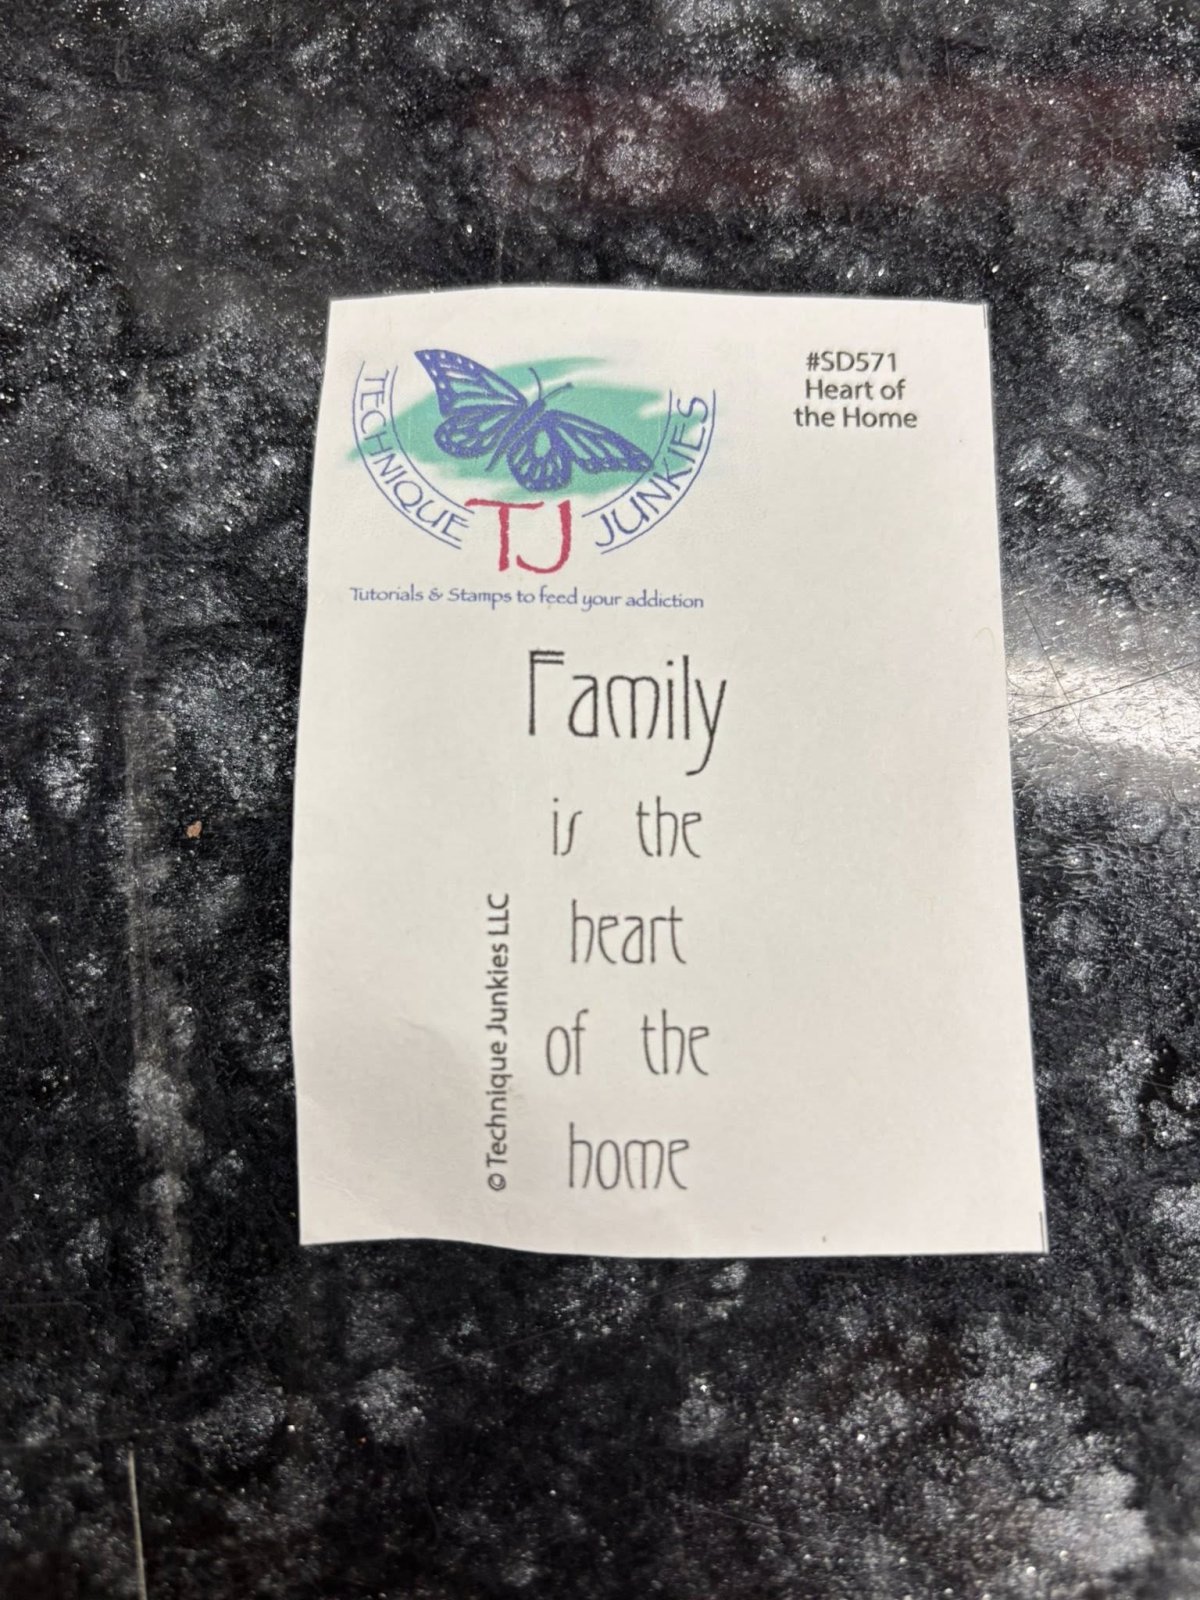 TECHNIQUE TJ JUNKIES
Tutorials & Stamps to feed your addiction
#SD571
Heart of
the Home
Family
is the
heart
of the
home
© Technique Junkies LLC